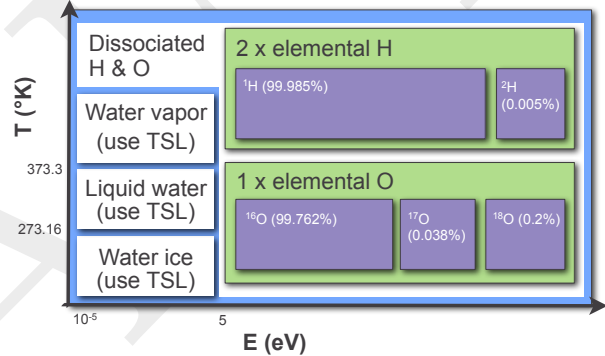 T (°K)
Dissociated
H & O
Water vapor
(use TSL)
Liquid water
(use TSL)
Water ice
(use TSL)
2 x elemental H
¹H (99.985%)
²H
(0.005%)
1 x elemental O
¹⁶O (99.762%)
¹⁷O
(0.038%)
¹⁸O (0.2%)
373.3
273.16
10⁻⁵
5
E (eV)